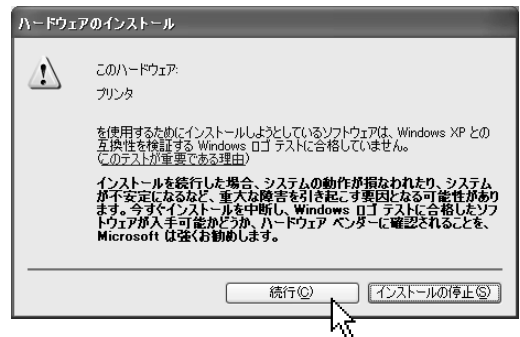 ハードウェアのインストール
このハードウェア:
プリンタ
を使用するためにインストールしようとしているソフトウェアは、Windows XP との
互換性を検証する Windows ロゴ テストに合格していません。
(このテストが重要である理由)
インストールを続行した場合、システムの動作が損なわれたり、システム
が不安定になるなど、重大な障害を引き起こす要因となる可能性があり
ます。今すぐインストールを中断し、Windows ロゴ テストに合格したソフ
トウェアが入手可能かどうか、ハードウェア ベンダーに確認されることを、
Microsoft は強くお勧めします。
続行(C) インストールの停止(S)